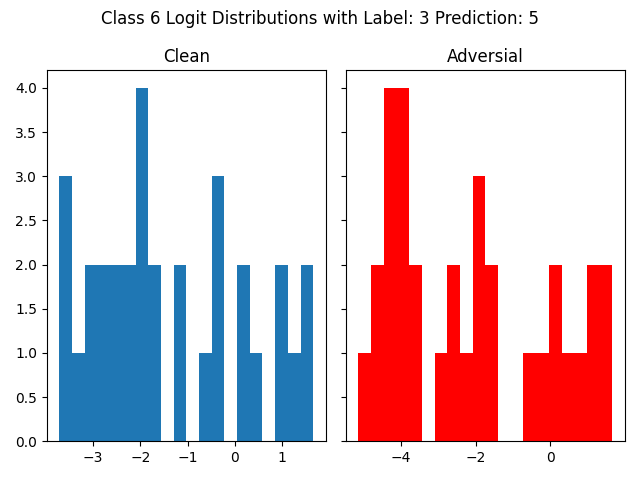 Class 6 Logit Distributions with Label: 3 Prediction: 5
Clean
Adversial
4.0
3.5
3.0
2.5
2.0
1.5
1.0
0.5
0.0
−3 −2 −1 0 1
−4 −2 0